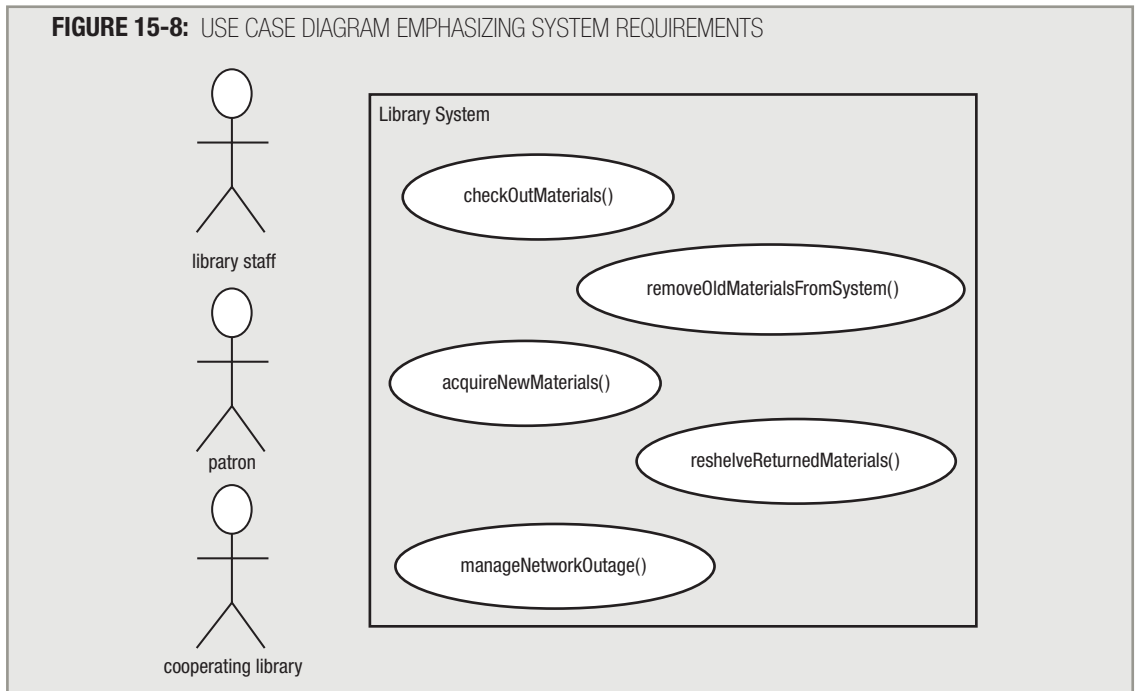 FIGURE 15-8: USE CASE DIAGRAM EMPHASIZING SYSTEM REQUIREMENTS
Library System
checkOutMaterials()
library staff
removeOldMaterialsFromSystem()
acquireNewMaterials()
patron
reshelveReturnedMaterials()
manageNetworkOutage()
cooperating library